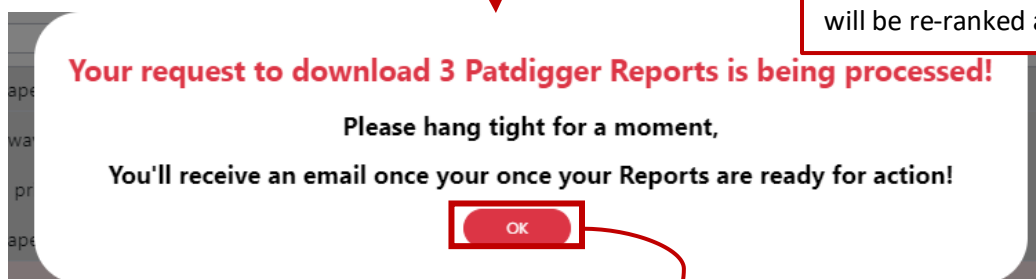 will be re-ranked
Your request to download 3 Patdigger Reports is being processed!
Please hang tight for a moment,
You'll receive an email once your once your Reports are ready for action!
OK